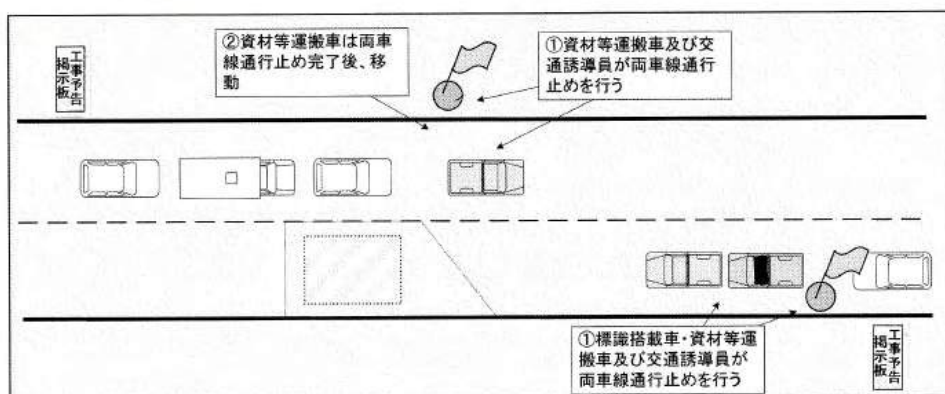 工事予告
掲示板
②資材等運搬車は両車
線通行止め完了後、移
動
①資材等運搬車及び交
通誘導員が両車線通行
止めを行う
①標識搭載車・資材等運
搬車及び交通誘導員が
両車線通行止めを行う
工事予告
掲示板